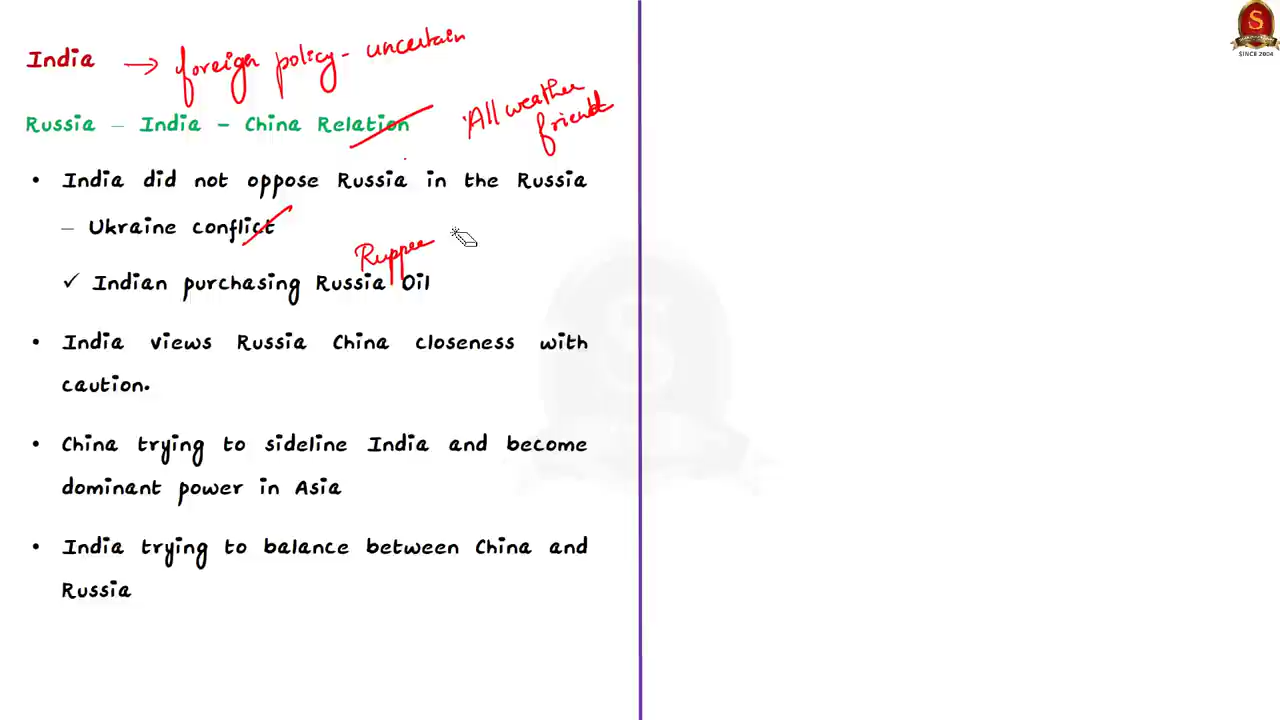 India → foreign policy - uncertain
Russia – India – China Relation
'All weather
friend
• India did not oppose Russia in the Russia
– Ukraine conflict
Ruppee
✓ Indian purchasing Russia Oil
• India views Russia China closeness with
caution.
• China trying to sideline India and become
dominant power in Asia
• India trying to balance between China and
Russia
S
SINCE 2004